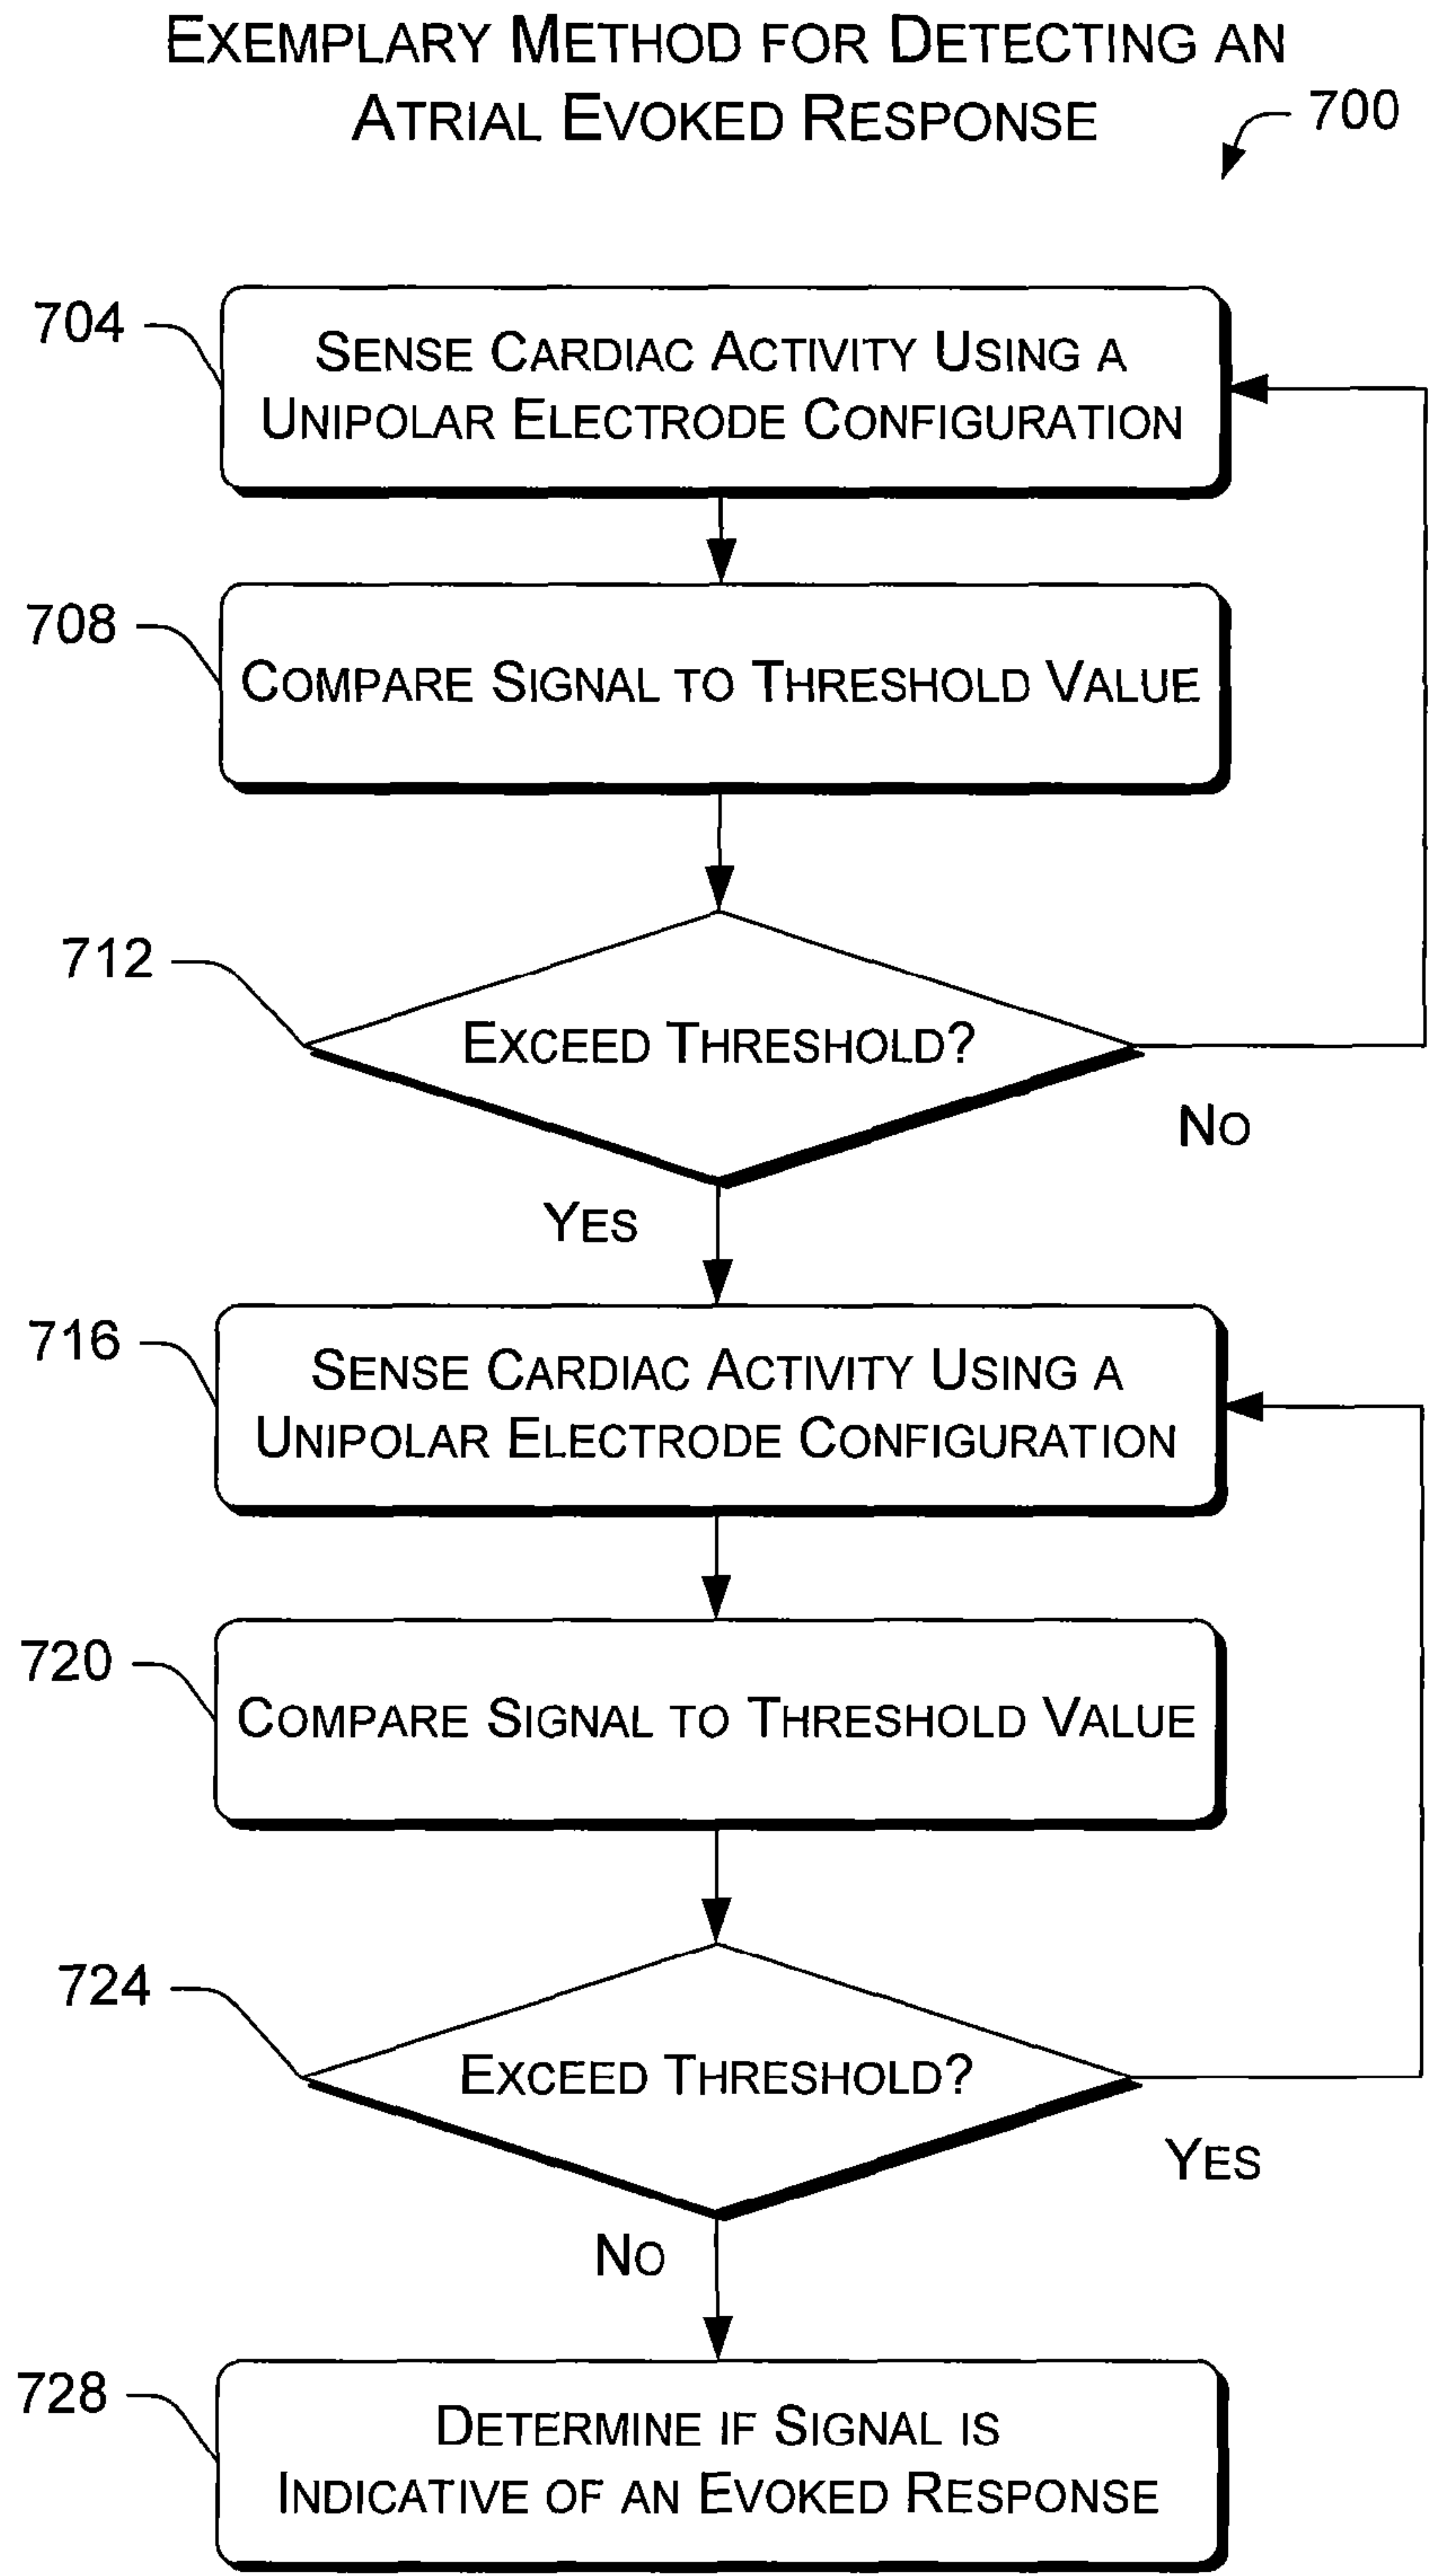 EXEMPLARY METHOD FOR DETECTING AN
ATRIAL EVOKED RESPONSE
700
704
SENSE CARDIAC ACTIVITY USING A
UNIPOLAR ELECTRODE CONFIGURATION
708
COMPARE SIGNAL TO THRESHOLD VALUE
712
EXCEED THRESHOLD?
NO
YES
716
SENSE CARDIAC ACTIVITY USING A
UNIPOLAR ELECTRODE CONFIGURATION
720
COMPARE SIGNAL TO THRESHOLD VALUE
724
EXCEED THRESHOLD?
YES
NO
728
DETERMINE IF SIGNAL IS
INDICATIVE OF AN EVOKED RESPONSE